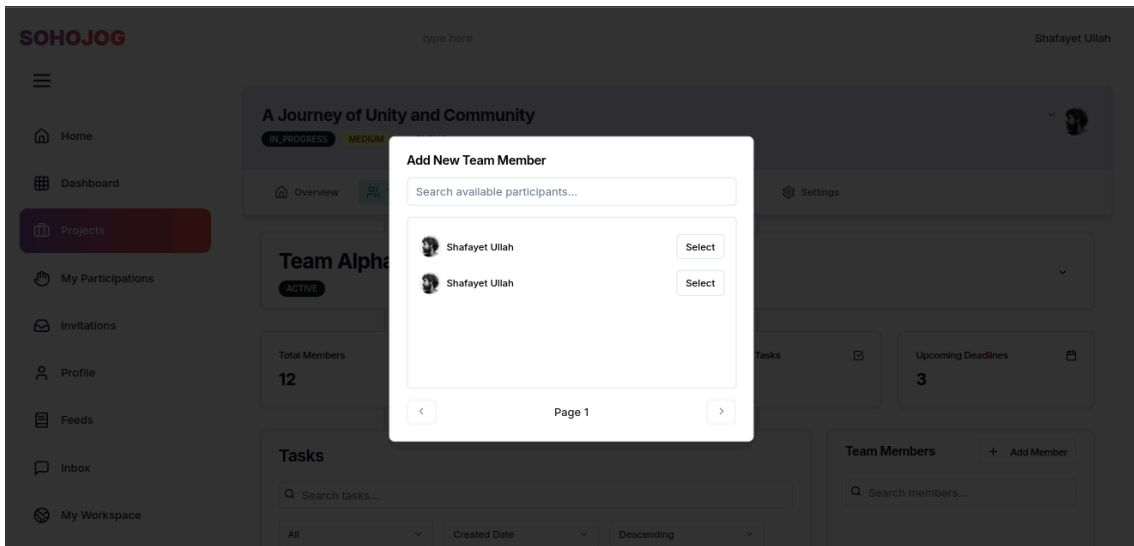 SOHOJOG
type here
Shafayet Ullah
Home
Dashboard
Projects
My Participations
Invitations
Profile
Feeds
Inbox
My Workspace
A Journey of Unity and Community
IN_PROGRESS MEDIUM
Overview
Settings
Team Alpha
ACTIVE
Total Members
12
Tasks
Upcoming Deadlines
3
Add New Team Member
Search available participants...
Shafayet Ullah Select
Shafayet Ullah Select
Page 1
Tasks
Search tasks...
All Created Date Descending
Team Members + Add Member
Search members...